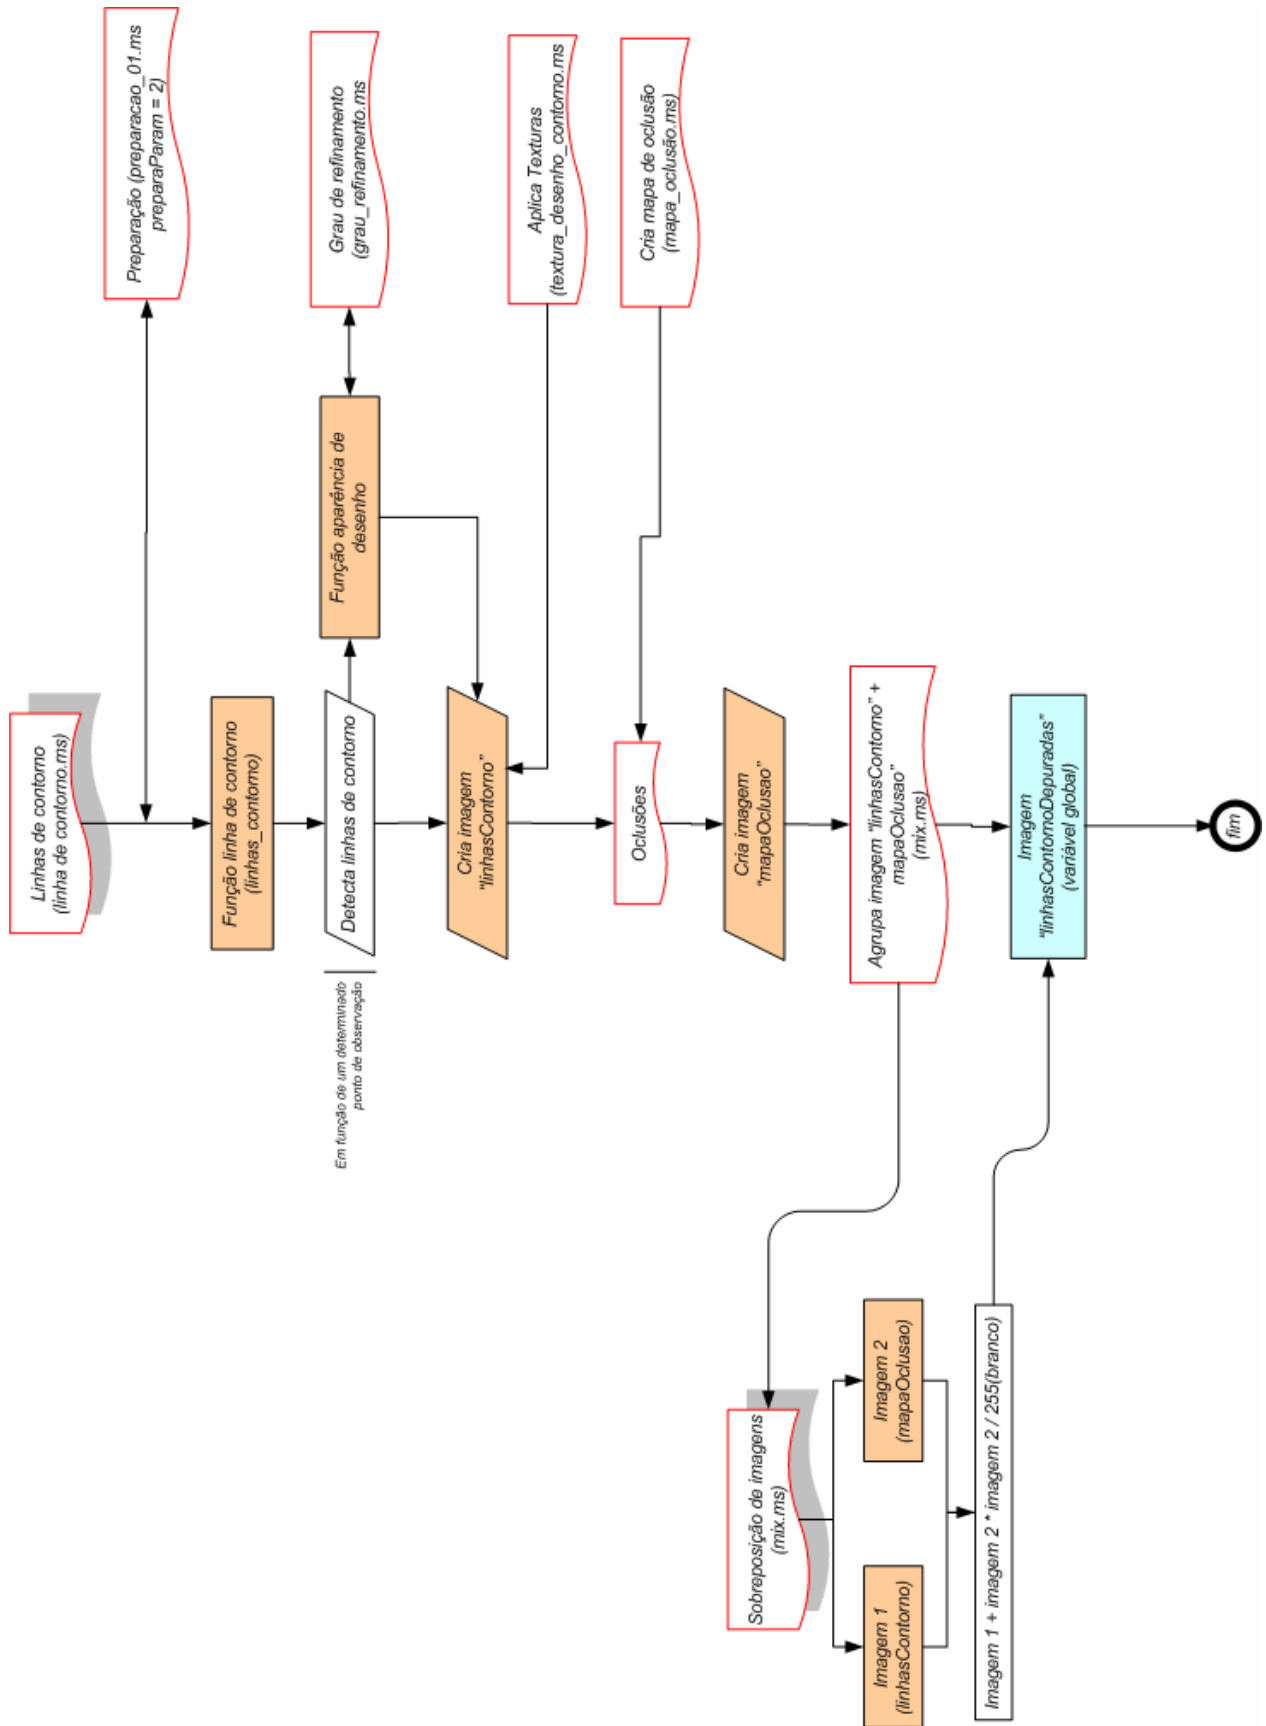 Linhas de contorno
(linha de contorno.ms)
Preparação (preparacao_01.ms
preparaParam = 2)
Função linha de contorno
(linhas_contorno)
Em função de um determinado
ponto de observação
Detecta linhas de contorno
Função aparência de
desenho
Grau de refinamento
(grau_refinamento.ms
Cria imagem
"linhasContorno"
Aplica Texturas
(textura_desenho_contorno.ms
Oclusões
Cria mapa de oclusão
(mapa_oclusão.ms)
Cria imagem
"mapaOclusao"
Agrupa imagem "linhasContorno" +
mapaOclusao"
(mix.ms)
Sobreposição de imagens
(mix.ms)
Imagem 1
(linhasContorno)
Imagem 2
(mapaOclusao)
Imagem 1 + imagem 2 * imagem 2 / 255(branco)
Imagem
"linhasContornoDepuradas"
(variável global)
fim